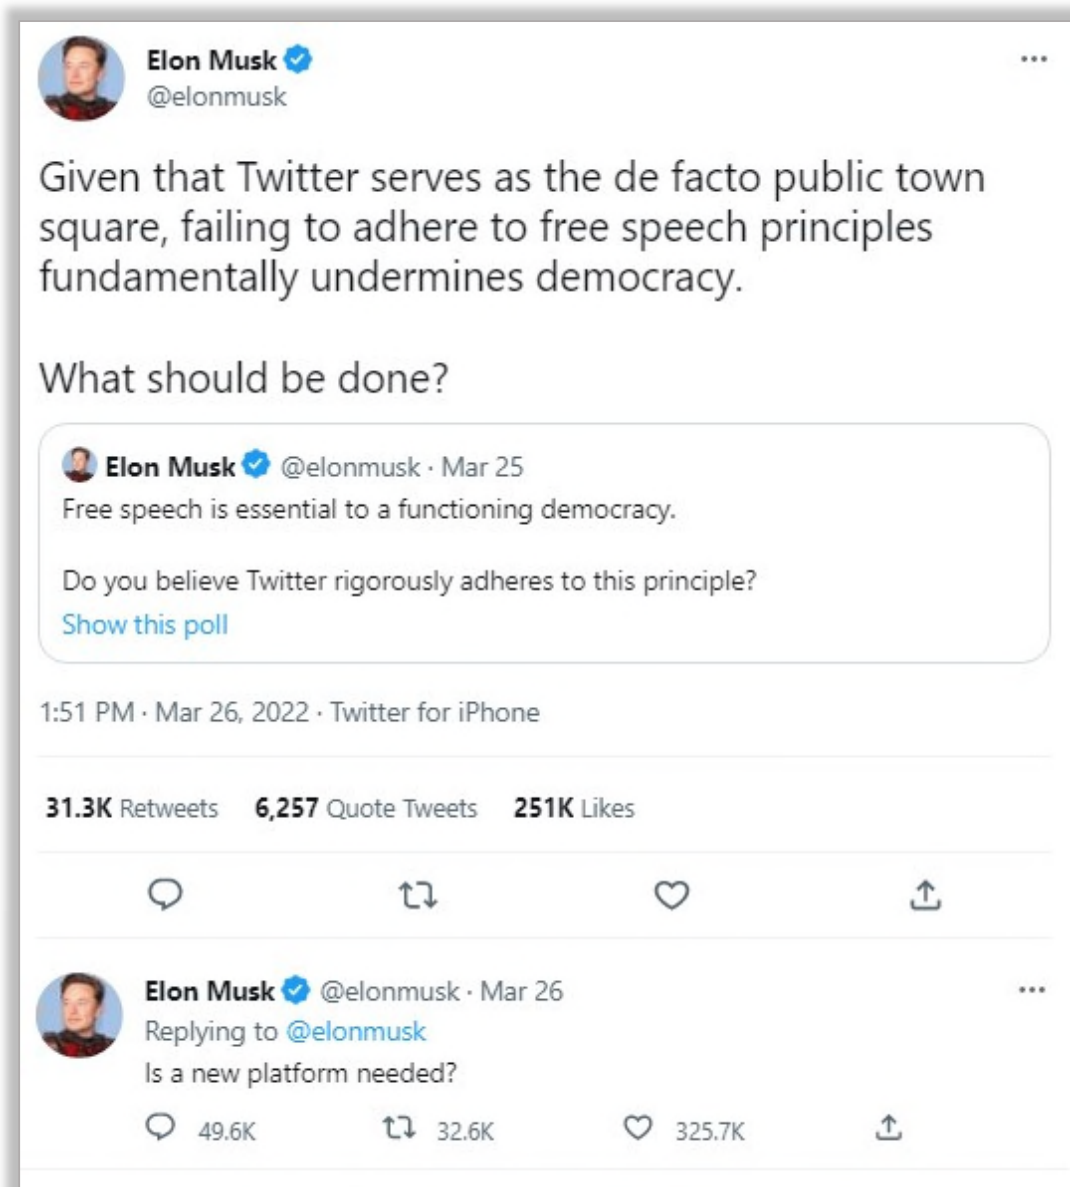 Elon Musk
@elonmusk
Given that Twitter serves as the de facto public town
square, failing to adhere to free speech principles
fundamentally undermines democracy.
What should be done?
Elon Musk @elonmusk · Mar 25
Free speech is essential to a functioning democracy.
Do you believe Twitter rigorously adheres to this principle?
Show this poll
1:51 PM · Mar 26, 2022 · Twitter for iPhone
31.3K Retweets 6,257 Quote Tweets 251K Likes
Elon Musk @elonmusk · Mar 26
Replying to @elonmusk
Is a new platform needed?
49.6K 32.6K 325.7K